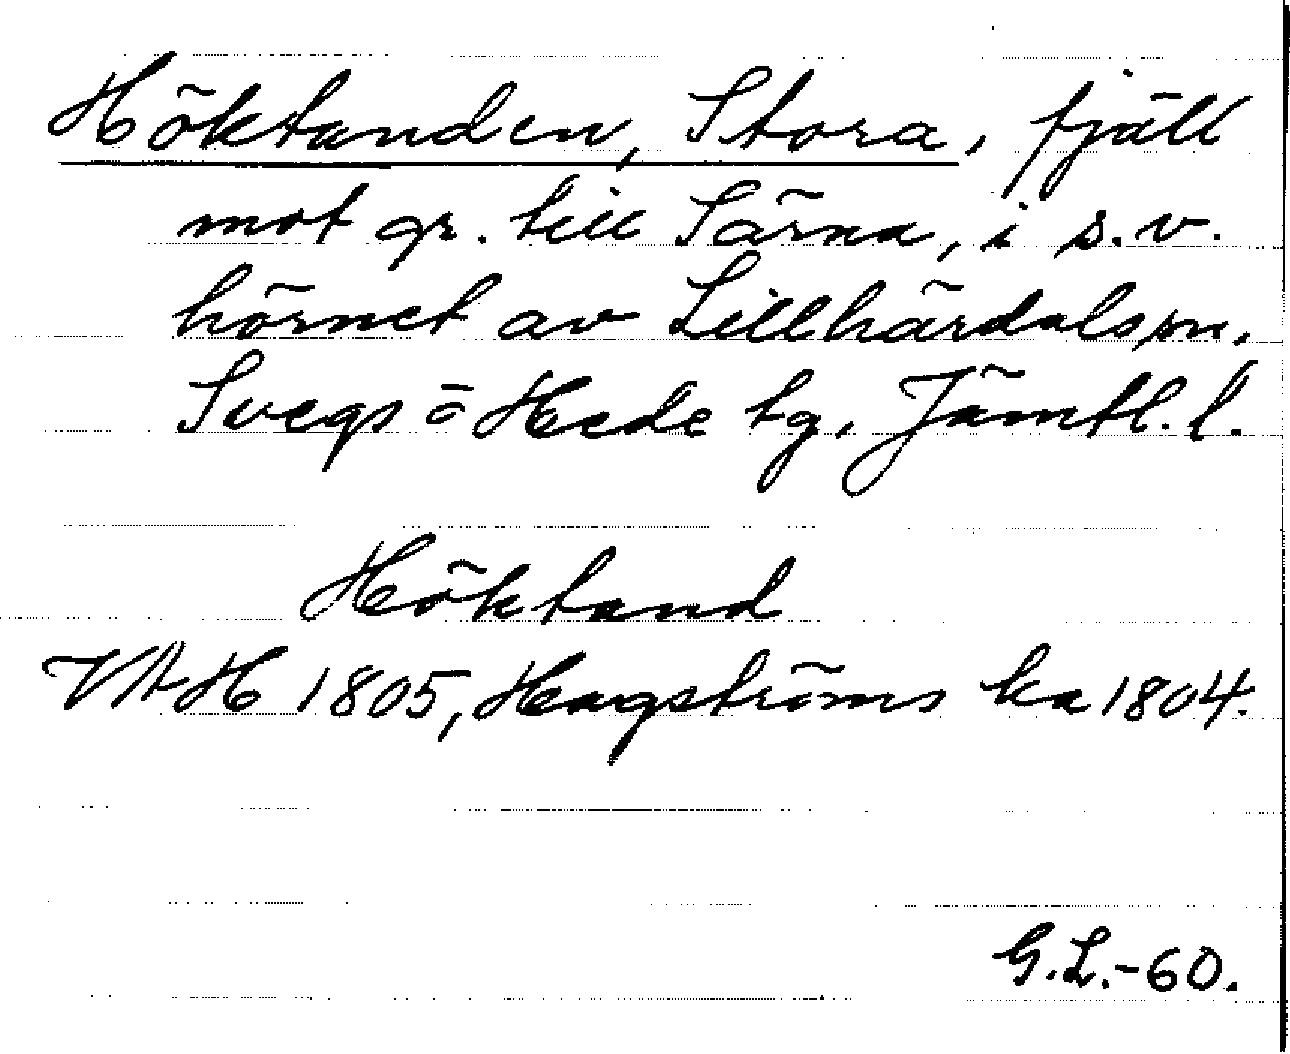 Höktanden, Stora, fjäll
mot gr. till Särna, i s.v.
hörnet av Lillhärdals sn.
Svegs o Hede tg, Jämtl. l.
Höktand
VAH 1805, Hagströms ka 1804.
G.L.-60.